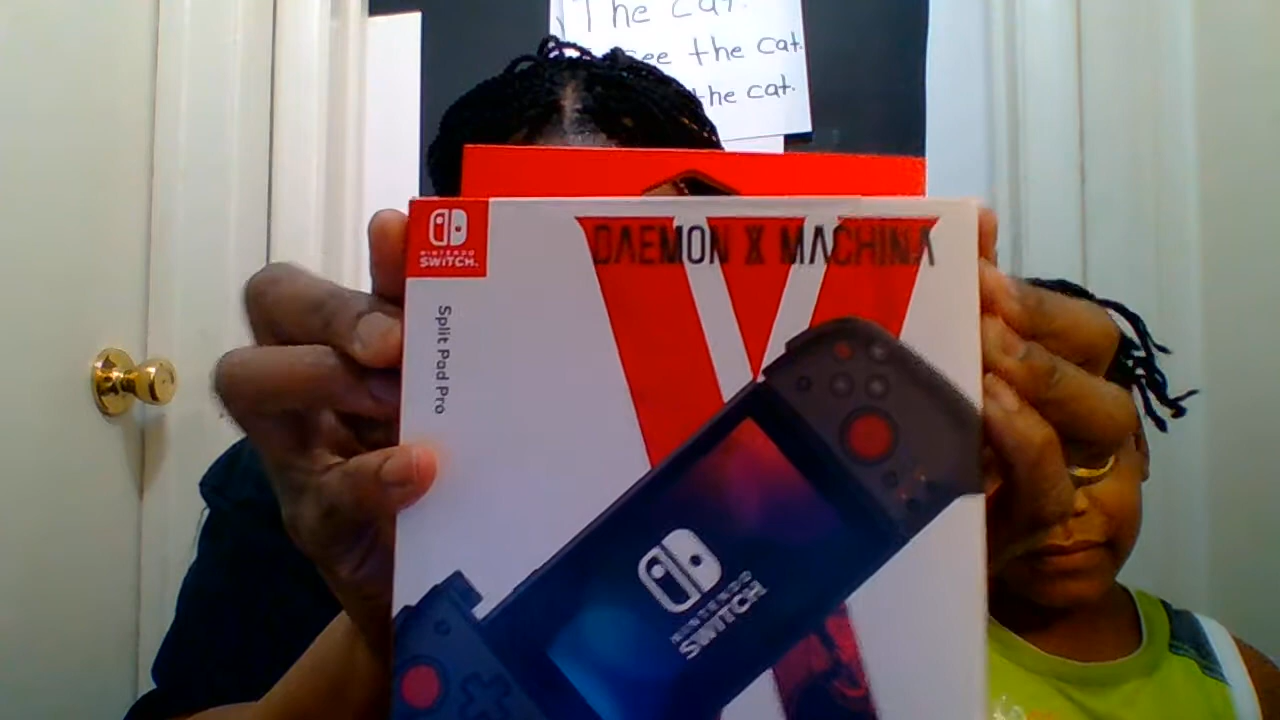 The cat.
see the cat.
the cat.
DAEMON X MACHINA
NINTENDO
SWITCH.
Split Pad Pro
NINTENDO
SWITCH